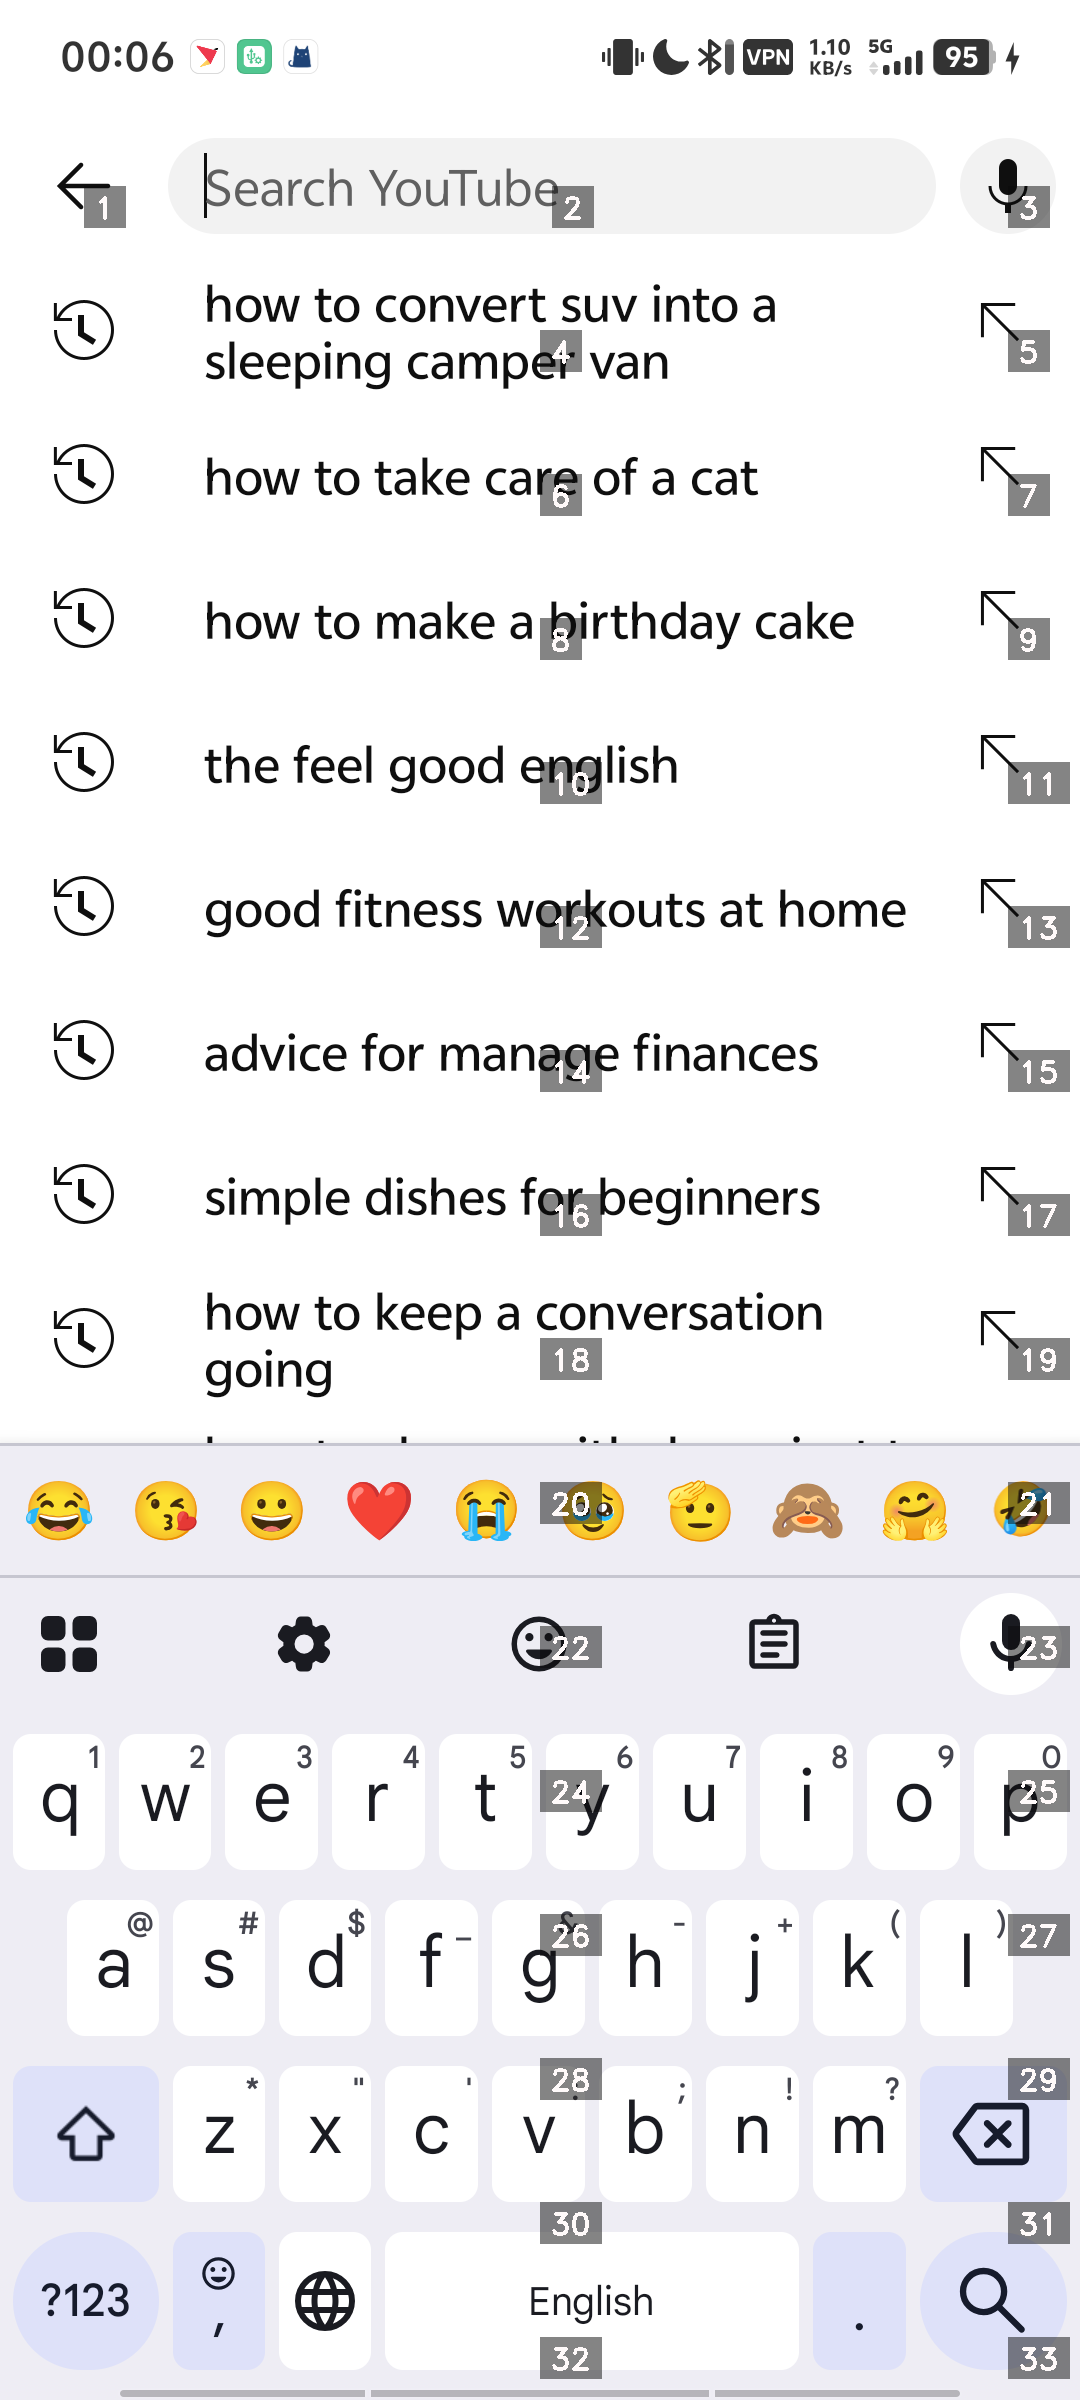 00:06
VPN
1.10 KB/s
5G
95
Search YouTube
1
2
3
how to convert suv into a
sleeping camper van
4
5
how to take care of a cat
6
7
how to make a birthday cake
8
9
the feel good english
10
11
good fitness workouts at home
12
13
advice for manage finances
14
15
simple dishes for beginners
16
17
how to keep a conversation
going
18
19
20
21
22
23
1 2 3 4 5 6 7 8 9 0
q w e r t y u i o p
24
25
@ # $ _ & - + ( )
a s d f g h j k l
26
27
* " ' ; ! ?
z x c v b n m
28
29
30
31
?123
,
English
.
32
33